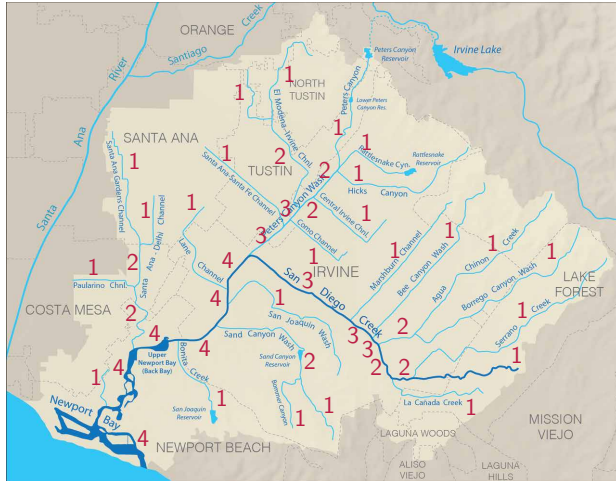 ORANGE
Santiago
Creek
River
Ana
Santa
Peters Canyon
Reservoir
Irvine Lake
1
NORTH
TUSTIN
1
El Modena-Irvine Chnl.
Peters Canyon
Lower Peters
Canyon Res.
SANTA ANA
1
1
1
Rattlesnake Cyn.
Rattlesnake
Reservoir
1
Santa Ana Gardens Channel
1
Santa Ana-Santa Fe Channel
TUSTIN
2
2
1
Hicks Canyon
1
Santa Ana-Delhi Channel
1
Lane
Channel
3
Peters Canyon Wash
2
Central Irvine Chnl.
1
3
Como Channel
1
Marshburn Channel
1
Bee Canyon Wash
1
Agua Chinon Creek
1
Borrego Canyon Wash
1
Serrano Creek
LAKE
FOREST
1
Paularino Chnl.
2
4
1
IRVINE
San Diego Creek
3
4
1
COSTA MESA
2
4
Sand Canyon Wash
San Joaquin Wash
3
2
3
4
Upper
Newport Bay
(Back Bay)
4
Bonita Creek
Sand Canyon
Reservoir
2
2
2
1
1
1
Newport Bay
San Joaquin
Reservoir
Bommer Canyon
1
La Cañada Creek
1
4
NEWPORT BEACH
1
LAGUNA WOODS
MISSION
VIEJO
ALISO
VIEJO
LAGUNA
HILLS